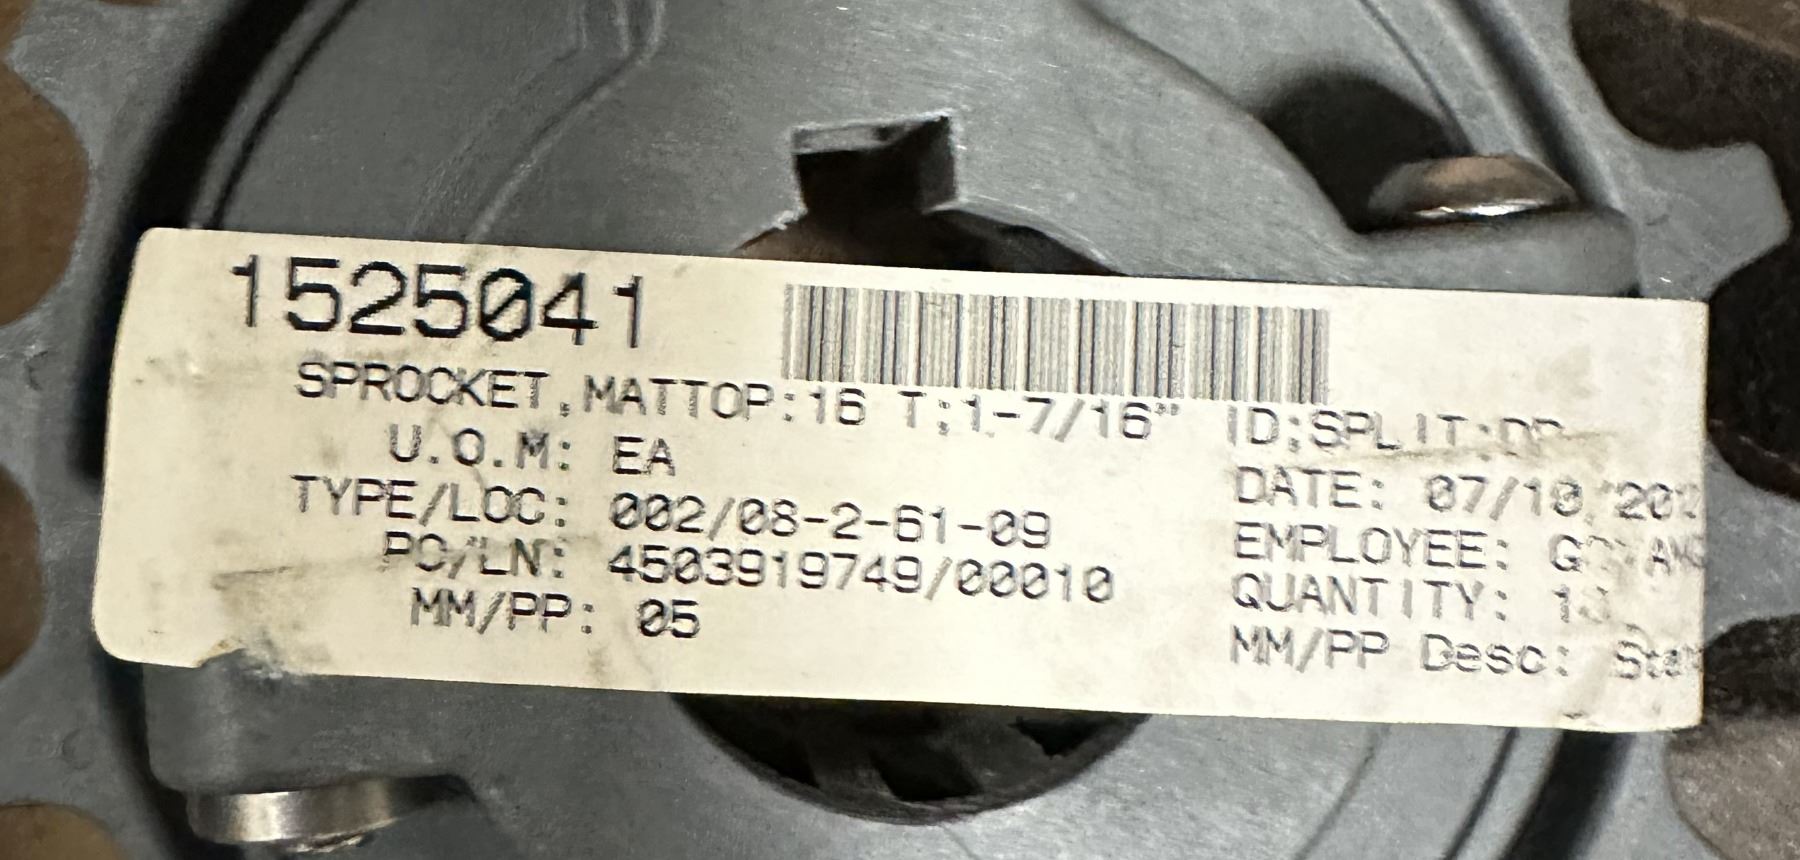 1525041
SPROCKET,MATTOP:16 T;1-7/16" ID;SPLIT;
U.O.M: EA
DATE: 07/10/
TYPE/LOC: 002/08-2-61-09
EMPLOYEE:
PO/LN: 4503919749/00010
QUANTITY:
MM/PP: 05
MM/PP Desc: